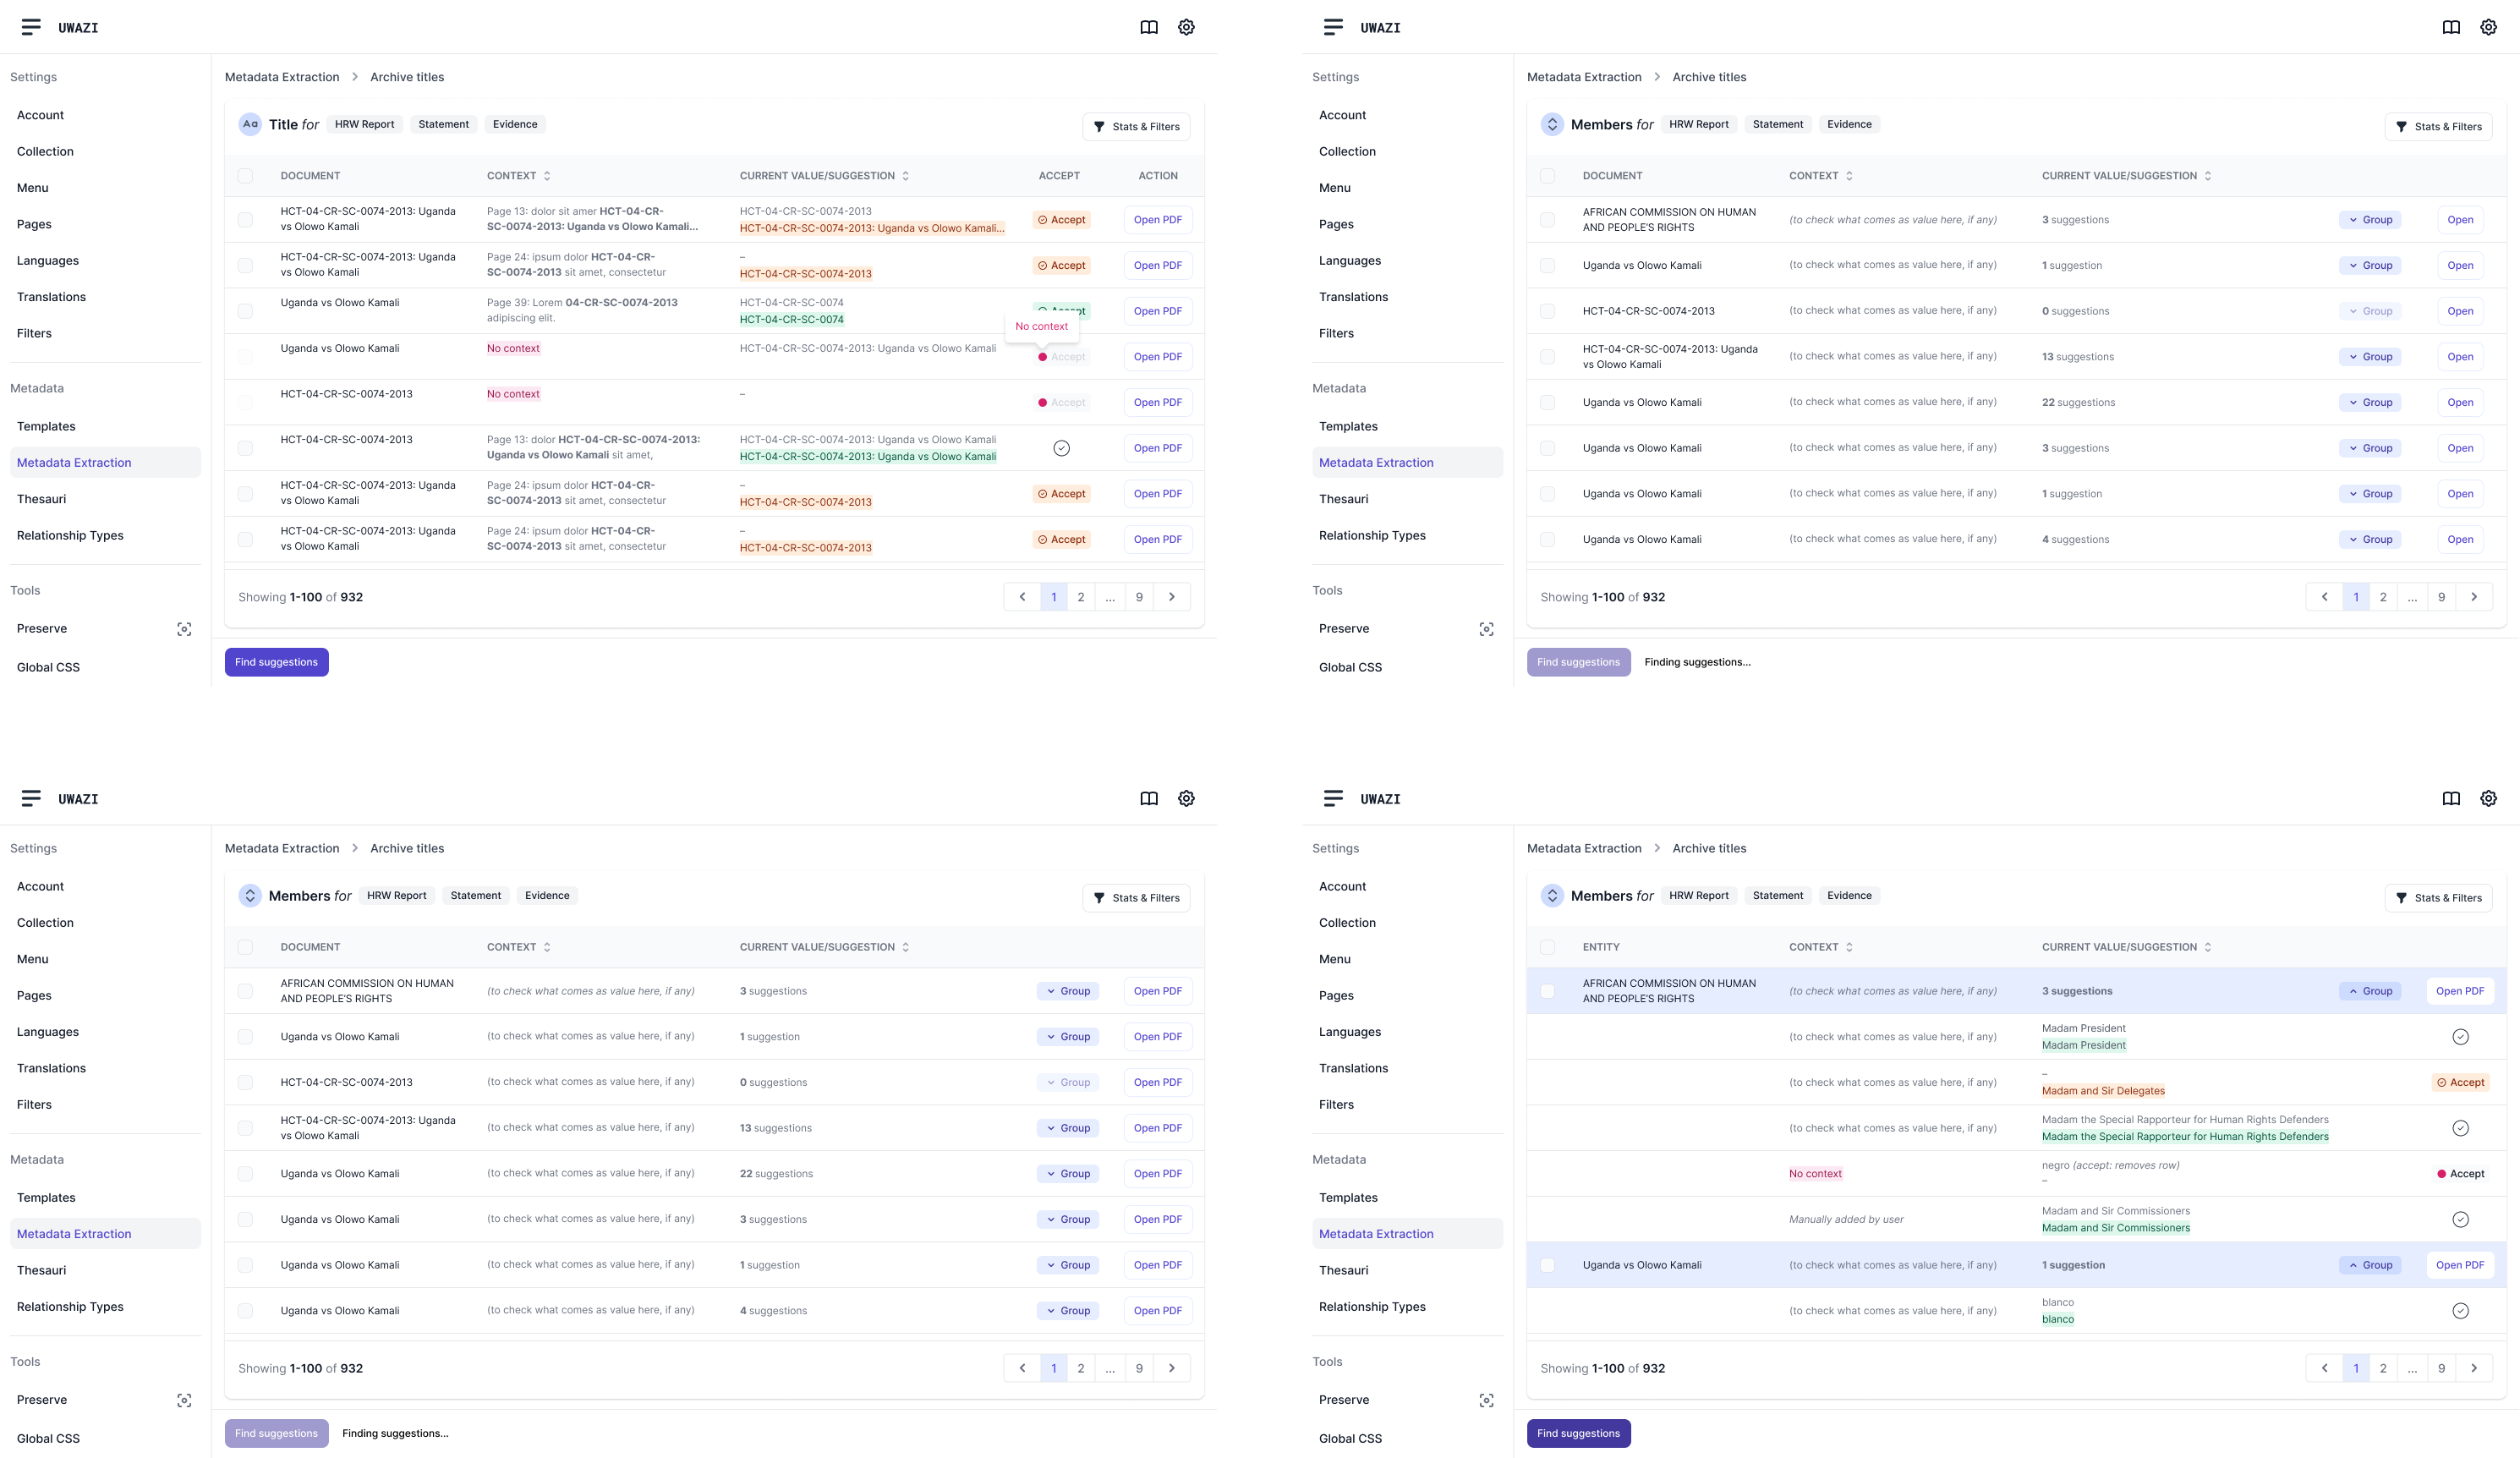 UWAZI
Settings
Account
Collection
Menu
Pages
Languages
Translations
Filters
Metadata
Templates
Metadata Extraction
Thesauri
Relationship Types
Tools
Preserve
Global CSS
Metadata Extraction > Archive titles
Aa Title for HRW Report Statement Evidence
Stats & Filters
DOCUMENT CONTEXT CURRENT VALUE/SUGGESTION ACCEPT ACTION
HCT-04-CR-SC-0074-2013: Uganda
vs Olowo Kamali
Page 13: dolor sit amer HCT-04-CR-
SC-0074-2013: Uganda vs Olowo Kamali...
HCT-04-CR-SC-0074-2013
HCT-04-CR-SC-0074-2013: Uganda vs Olowo Kamali...
Accept
Open PDF
HCT-04-CR-SC-0074-2013: Uganda
vs Olowo Kamali
Page 24: ipsum dolor HCT-04-CR-
SC-0074-2013 sit amet, consectetur
–
HCT-04-CR-SC-0074-2013
Accept
Open PDF
Uganda vs Olowo Kamali
Page 39: Lorem 04-CR-SC-0074-2013
adipiscing elit.
HCT-04-CR-SC-0074
HCT-04-CR-SC-0074
Accept
Open PDF
No context
Uganda vs Olowo Kamali
No context
HCT-04-CR-SC-0074-2013: Uganda vs Olowo Kamali
Accept
Open PDF
HCT-04-CR-SC-0074-2013
No context
–
Accept
Open PDF
HCT-04-CR-SC-0074-2013
Page 13: dolor HCT-04-CR-SC-0074-2013:
Uganda vs Olowo Kamali sit amet,
HCT-04-CR-SC-0074-2013: Uganda vs Olowo Kamali
HCT-04-CR-SC-0074-2013: Uganda vs Olowo Kamali
Open PDF
HCT-04-CR-SC-0074-2013: Uganda
vs Olowo Kamali
Page 24: ipsum dolor HCT-04-CR-
SC-0074-2013 sit amet, consectetur
–
HCT-04-CR-SC-0074-2013
Accept
Open PDF
HCT-04-CR-SC-0074-2013: Uganda
vs Olowo Kamali
Page 24: ipsum dolor HCT-04-CR-
SC-0074-2013 sit amet, consectetur
–
HCT-04-CR-SC-0074-2013
Accept
Open PDF
Showing 1-100 of 932
1 2 ... 9
Find suggestions
UWAZI
Settings
Account
Collection
Menu
Pages
Languages
Translations
Filters
Metadata
Templates
Metadata Extraction
Thesauri
Relationship Types
Tools
Preserve
Global CSS
Metadata Extraction > Archive titles
Members for HRW Report Statement Evidence
Stats & Filters
DOCUMENT CONTEXT CURRENT VALUE/SUGGESTION
AFRICAN COMMISSION ON HUMAN
AND PEOPLE'S RIGHTS
(to check what comes as value here, if any) 3 suggestions Group Open
Uganda vs Olowo Kamali (to check what comes as value here, if any) 1 suggestion Group Open
HCT-04-CR-SC-0074-2013 (to check what comes as value here, if any) 0 suggestions Group Open
HCT-04-CR-SC-0074-2013: Uganda
vs Olowo Kamali
(to check what comes as value here, if any) 13 suggestions Group Open
Uganda vs Olowo Kamali (to check what comes as value here, if any) 22 suggestions Group Open
Uganda vs Olowo Kamali (to check what comes as value here, if any) 3 suggestions Group Open
Uganda vs Olowo Kamali (to check what comes as value here, if any) 1 suggestion Group Open
Uganda vs Olowo Kamali (to check what comes as value here, if any) 4 suggestions Group Open
Showing 1-100 of 932
1 2 ... 9
Find suggestions Finding suggestions...
UWAZI
Settings
Account
Collection
Menu
Pages
Languages
Translations
Filters
Metadata
Templates
Metadata Extraction
Thesauri
Relationship Types
Tools
Preserve
Global CSS
Metadata Extraction > Archive titles
Members for HRW Report Statement Evidence
Stats & Filters
DOCUMENT CONTEXT CURRENT VALUE/SUGGESTION
AFRICAN COMMISSION ON HUMAN
AND PEOPLE'S RIGHTS
(to check what comes as value here, if any) 3 suggestions Group Open PDF
Uganda vs Olowo Kamali (to check what comes as value here, if any) 1 suggestion Group Open PDF
HCT-04-CR-SC-0074-2013 (to check what comes as value here, if any) 0 suggestions Group Open PDF
HCT-04-CR-SC-0074-2013: Uganda
vs Olowo Kamali
(to check what comes as value here, if any) 13 suggestions Group Open PDF
Uganda vs Olowo Kamali (to check what comes as value here, if any) 22 suggestions Group Open PDF
Uganda vs Olowo Kamali (to check what comes as value here, if any) 3 suggestions Group Open PDF
Uganda vs Olowo Kamali (to check what comes as value here, if any) 1 suggestion Group Open PDF
Uganda vs Olowo Kamali (to check what comes as value here, if any) 4 suggestions Group Open PDF
Showing 1-100 of 932
1 2 ... 9
Find suggestions Finding suggestions...
UWAZI
Settings
Account
Collection
Menu
Pages
Languages
Translations
Filters
Metadata
Templates
Metadata Extraction
Thesauri
Relationship Types
Tools
Preserve
Global CSS
Metadata Extraction > Archive titles
Members for HRW Report Statement Evidence
Stats & Filters
ENTITY CONTEXT CURRENT VALUE/SUGGESTION
AFRICAN COMMISSION ON HUMAN
AND PEOPLE'S RIGHTS
(to check what comes as value here, if any) 3 suggestions Group Open PDF
(to check what comes as value here, if any)
Madam President
Madam President
(to check what comes as value here, if any)
–
Madam and Sir Delegates
Accept
(to check what comes as value here, if any)
Madam the Special Rapporteur for Human Rights Defenders
Madam the Special Rapporteur for Human Rights Defenders
No context
negro (accept: removes row)
–
Accept
Manually added by user
Madam and Sir Commissioners
Madam and Sir Commissioners
Uganda vs Olowo Kamali (to check what comes as value here, if any) 1 suggestion Group Open PDF
(to check what comes as value here, if any)
blanco
blanco
Showing 1-100 of 932
1 2 ... 9
Find suggestions